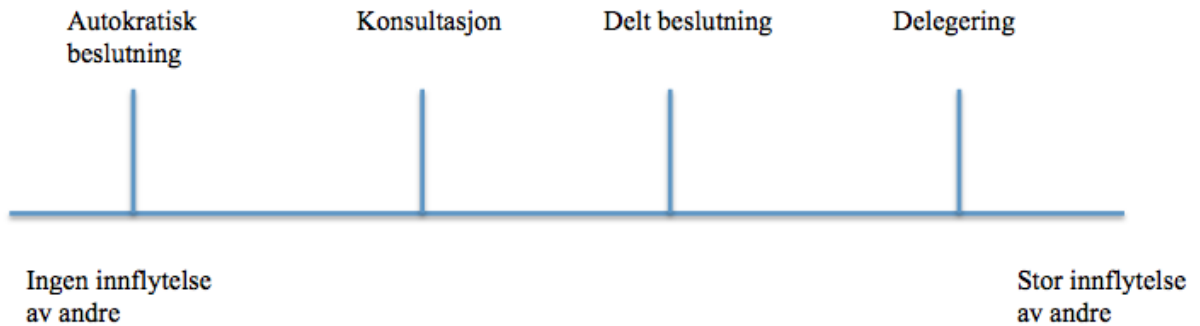 Autokratisk
beslutning
Konsultasjon
Delt beslutning
Delegering
Ingen innflytelse
av andre
Stor innflytelse
av andre